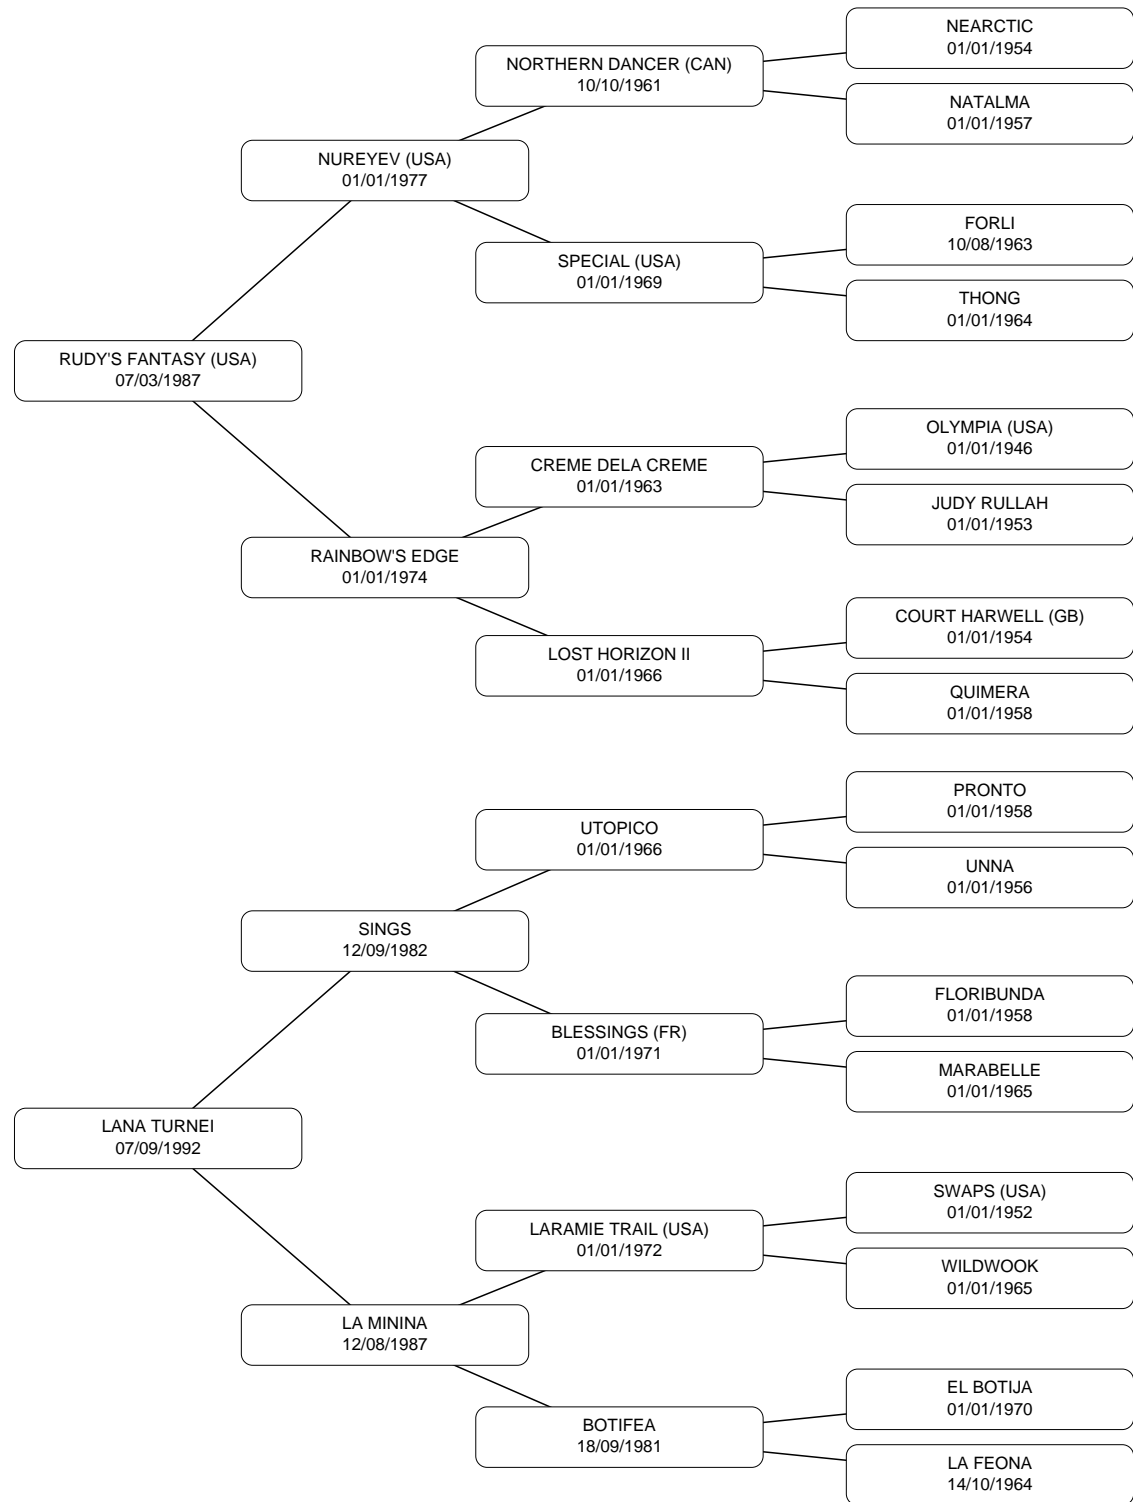 NEARCTIC
01/01/1954
NORTHERN DANCER (CAN)
10/10/1961
NATALMA
01/01/1957
NUREYEV (USA)
01/01/1977
FORLI
10/08/1963
SPECIAL (USA)
01/01/1969
THONG
01/01/1964
RUDY'S FANTASY (USA)
07/03/1987
OLYMPIA (USA)
01/01/1946
CREME DELA CREME
01/01/1963
JUDY RULLAH
01/01/1953
RAINBOW'S EDGE
01/01/1974
COURT HARWELL (GB)
01/01/1954
LOST HORIZON II
01/01/1966
QUIMERA
01/01/1958
PRONTO
01/01/1958
UTOPICO
01/01/1966
UNNA
01/01/1956
SINGS
12/09/1982
FLORIBUNDA
01/01/1958
BLESSINGS (FR)
01/01/1971
MARABELLE
01/01/1965
LANA TURNEI
07/09/1992
SWAPS (USA)
01/01/1952
LARAMIE TRAIL (USA)
01/01/1972
WILDWOOK
01/01/1965
LA MININA
12/08/1987
EL BOTIJA
01/01/1970
BOTIFEA
18/09/1981
LA FEONA
14/10/1964